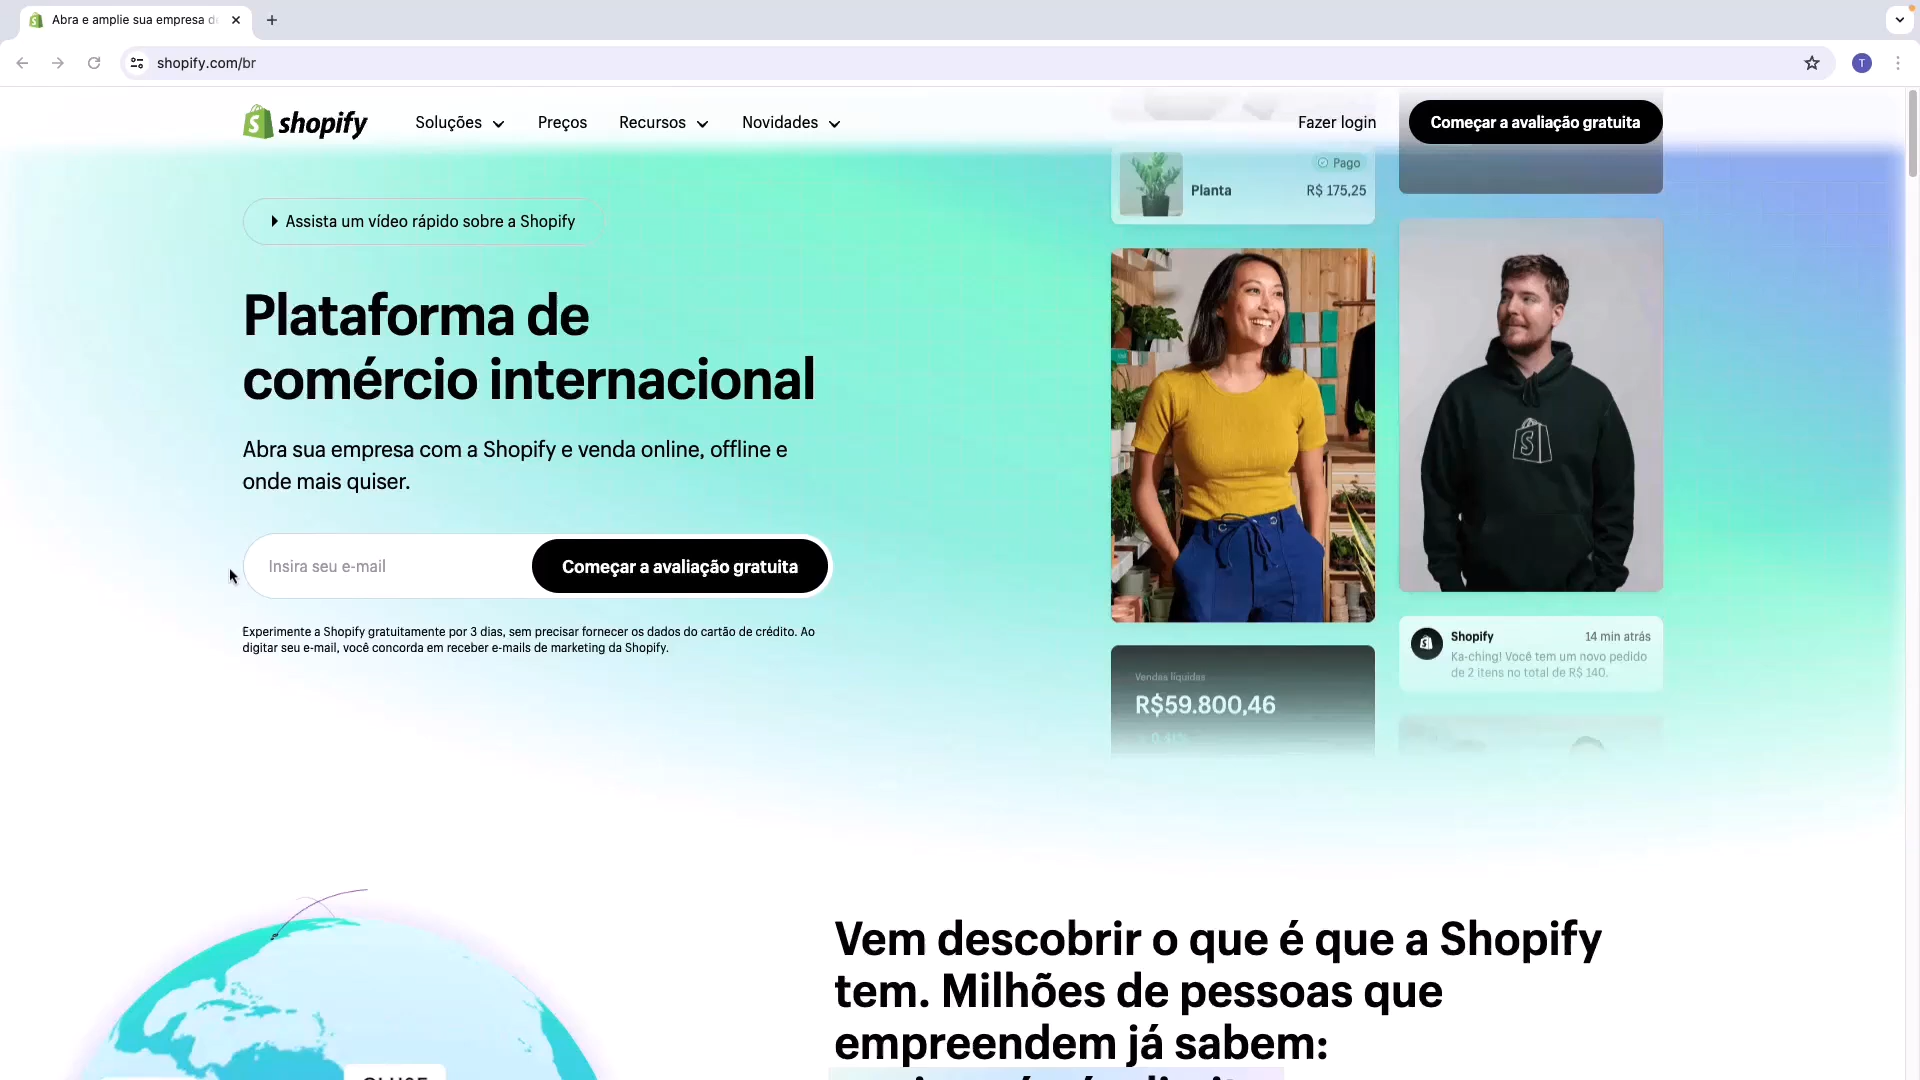 Abra e amplie sua empresa de
shopify.com/br
T
shopify
Soluções
Preços
Recursos
Novidades
Fazer login
Começar a avaliação gratuita
Assista um vídeo rápido sobre a Shopify
Plataforma de
comércio internacional
Abra sua empresa com a Shopify e venda online, offline e
onde mais quiser.
Insira seu e-mail
Começar a avaliação gratuita
Experimente a Shopify gratuitamente por 3 dias, sem precisar fornecer os dados do cartão de crédito. Ao
digitar seu e-mail, você concorda em receber e-mails de marketing da Shopify.
Pago
Planta
R$ 175,25
Vendas líquidas
R$59.800,46
0.41%
Shopify
14 min atrás
Ka-ching! Você tem um novo pedido
de 2 itens no total de R$ 140.
Vem descobrir o que é que a Shopify
tem. Milhões de pessoas que
empreendem já sabem: